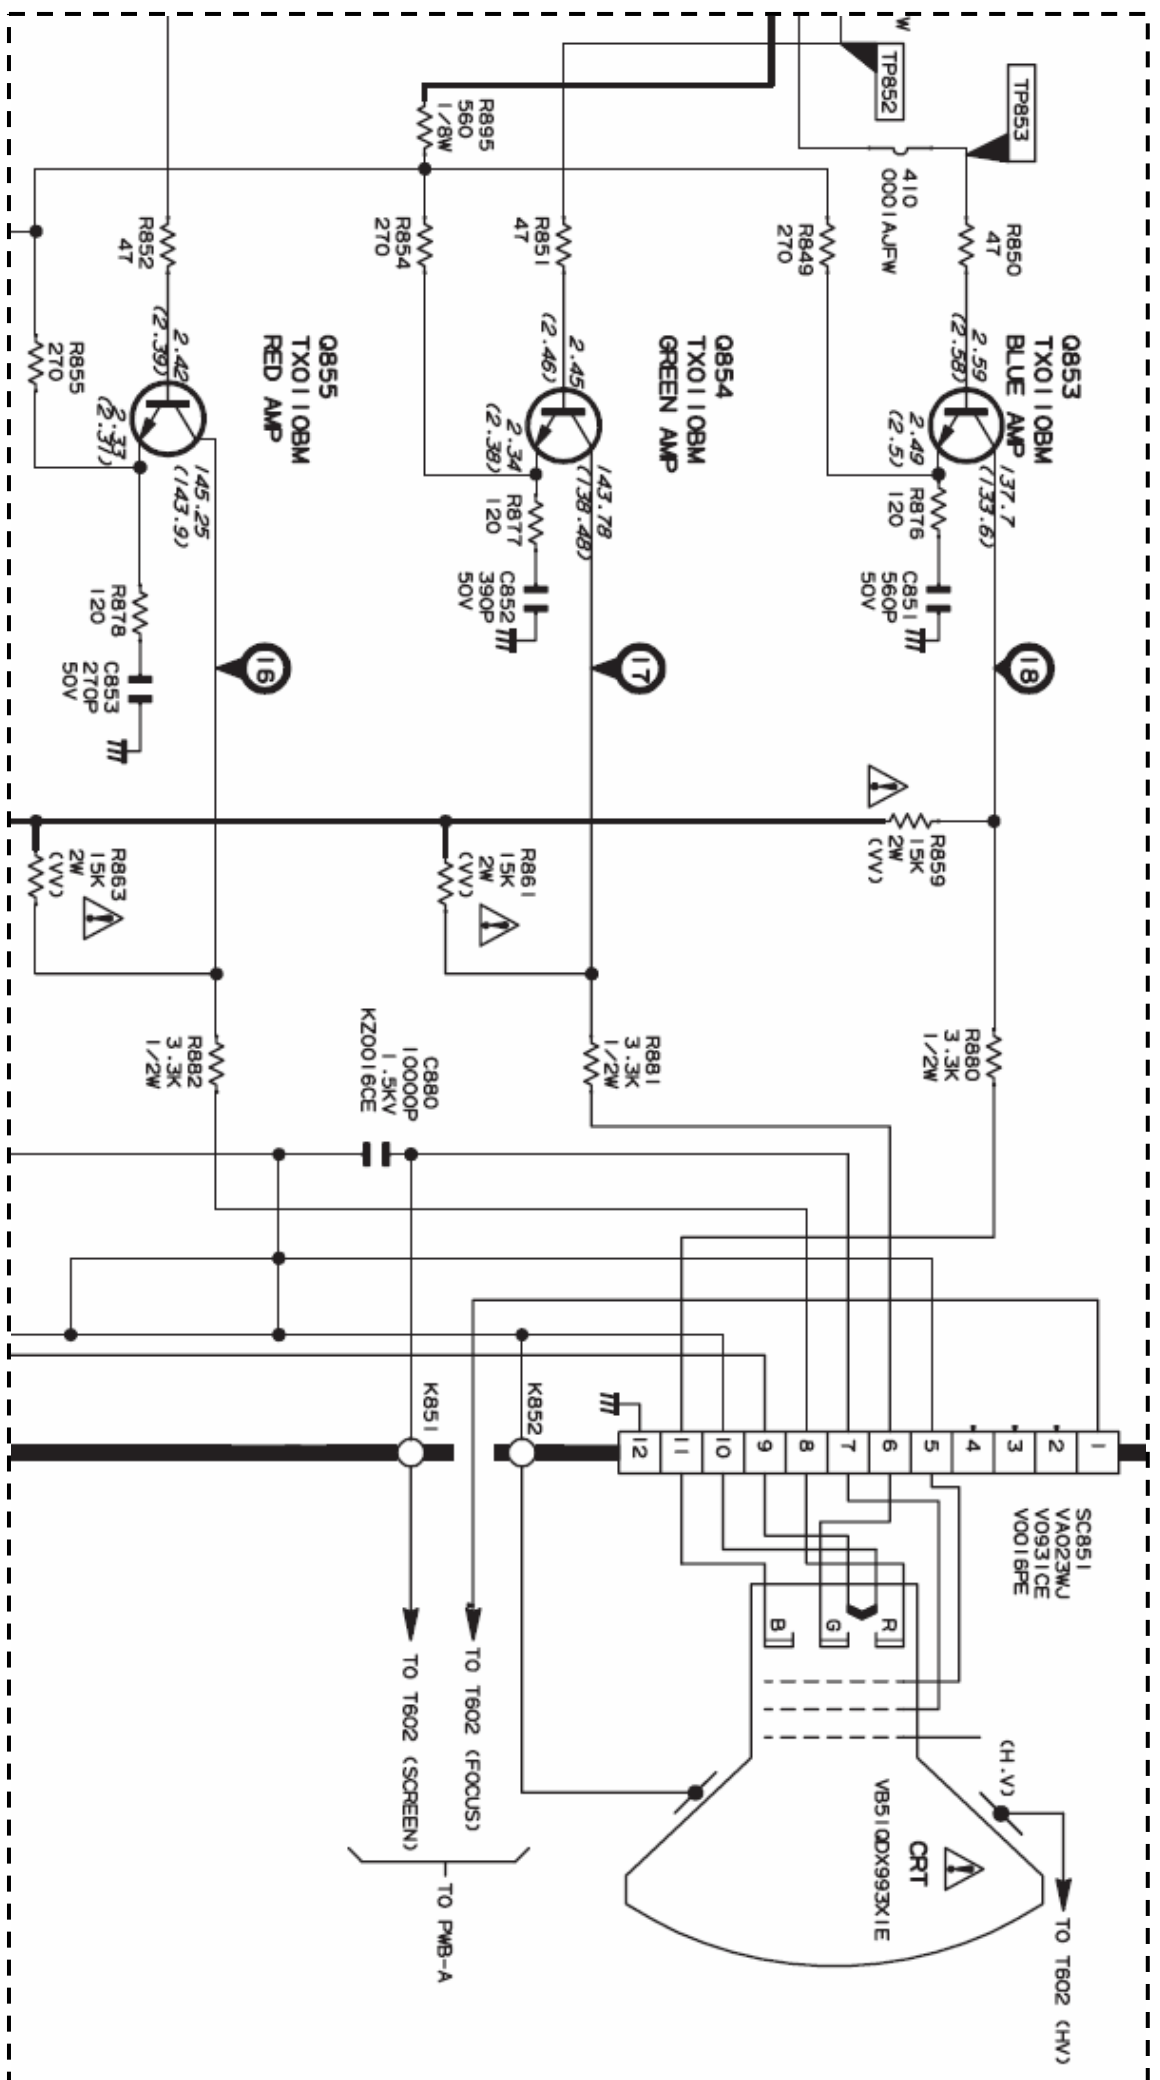 W
TP852
TP853
R895
560
1/8W
410
0001AJFW
R852
47
R854
270
R851
47
R849
270
R850
47
R855
270
2.42
(2.39)
2.33
(2.37)
145.25
(143.9)
Q855
TX0110BM
RED AMP
2.45
(2.46)
2.34
(2.38)
143.78
(138.48)
Q854
TX0110BM
GREEN AMP
2.59
(2.58)
2.49
(2.5)
137.7
(133.6)
Q853
TX0110BM
BLUE AMP
R878
120
C853
270P
50V
R877
120
C852
390P
50V
R876
120
C851
560P
50V
16
17
18
R863
15K
2W
(VV)
!
R861
15K
2W
(VV)
!
R859
15K
2W
(VV)
!
R882
3.3K
1/2W
C880
10000P
1.5KV
KZ0016CE
R881
3.3K
1/2W
R880
3.3K
1/2W
K851
K852
12
11
10
9
8
7
6
5
4
3
2
1
SC851
VA023WJ
V0931CE
V0016PE
B
G
R
TO T602 (SCREEN)
TO T602 (FOCUS)
TO PWB-A
(H.V)
VB51QDX993X1E
CRT
!
TO T602 (HV)